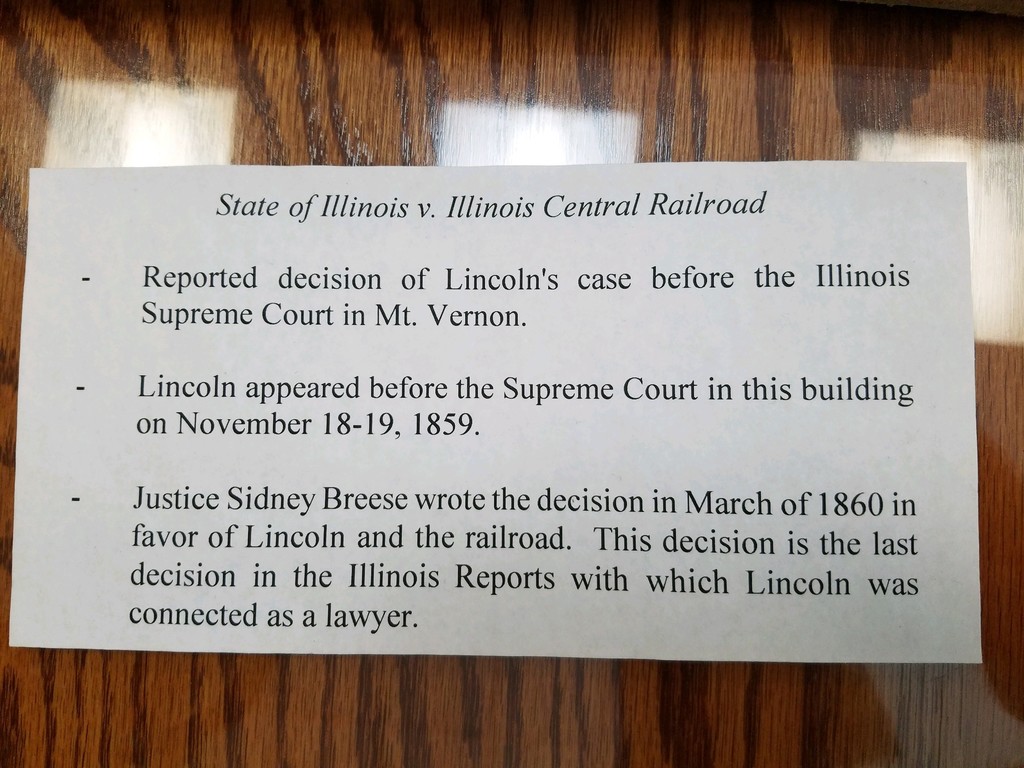 State of Illinois v. Illinois Central Railroad
- Reported decision of Lincoln's case before the Illinois
Supreme Court in Mt. Vernon.
- Lincoln appeared before the Supreme Court in this building
on November 18-19, 1859.
- Justice Sidney Breese wrote the decision in March of 1860 in
favor of Lincoln and the railroad. This decision is the last
decision in the Illinois Reports with which Lincoln was
connected as a lawyer.